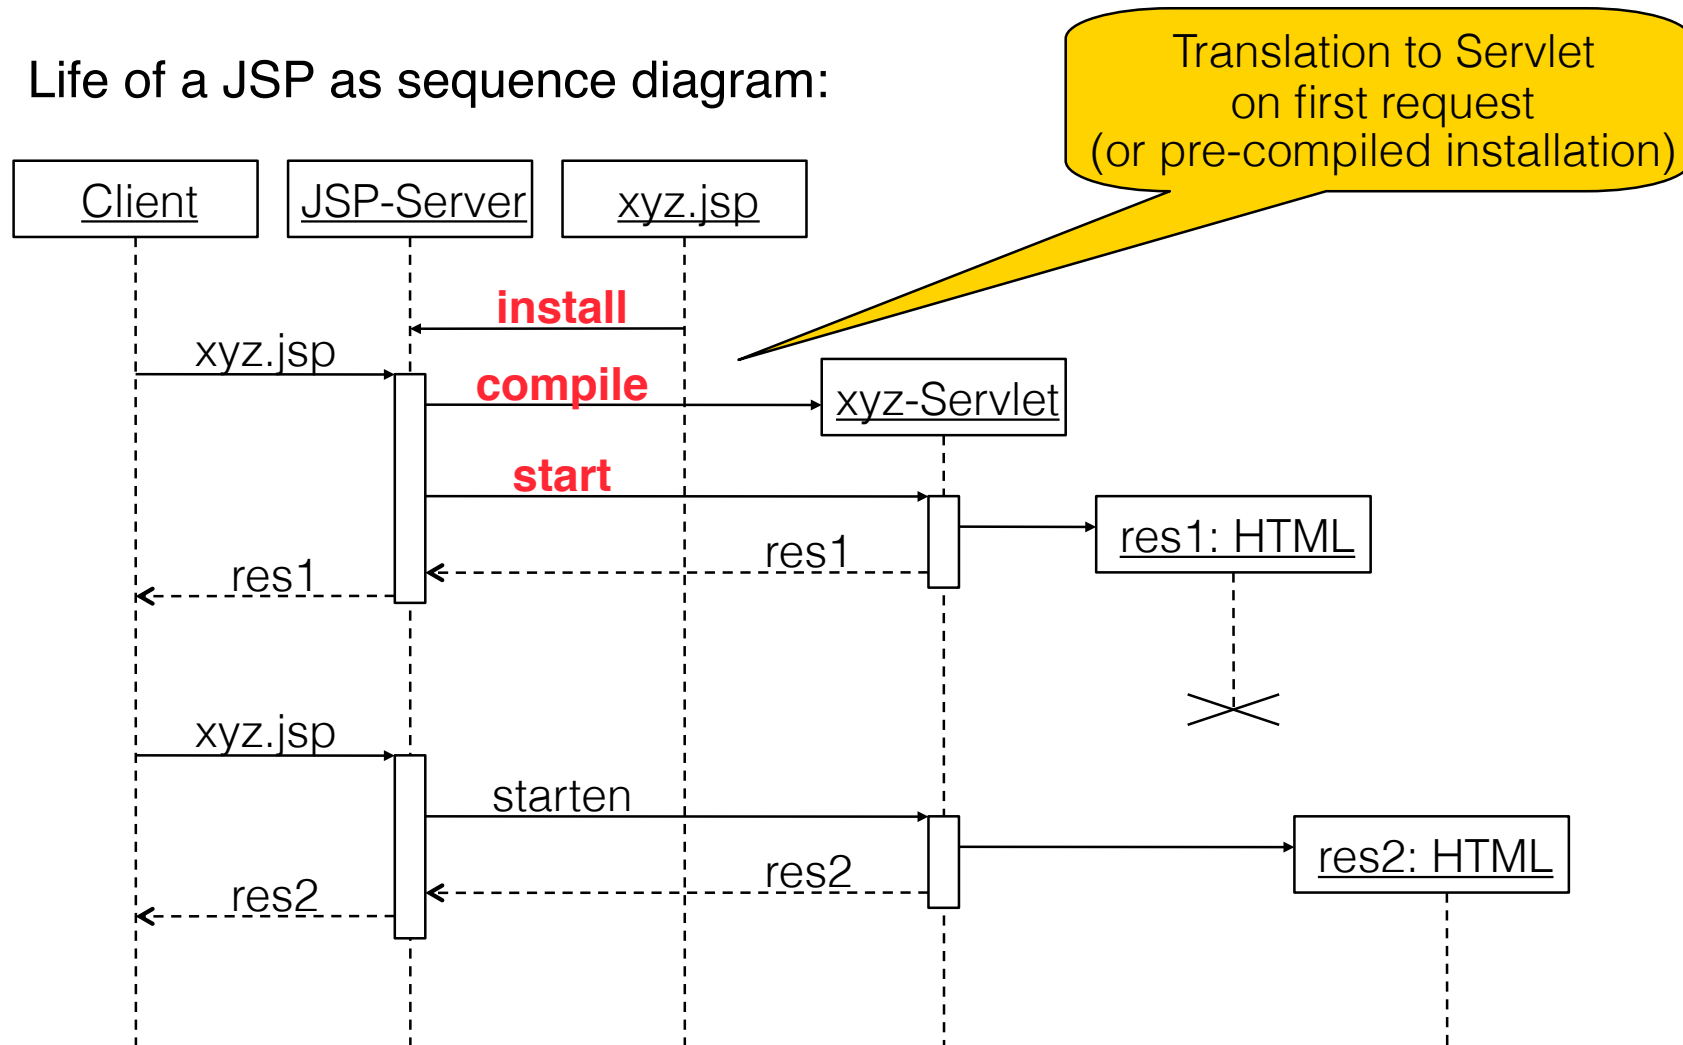 Life of a JSP as sequence diagram:
Translation to Servlet
on first request
(or pre-compiled installation)
Client
JSP-Server
xyz.jsp
install
xyz.jsp
compile
xyz-Servlet
start
res1: HTML
res1
res1
xyz.jsp
starten
res2: HTML
res2
res2